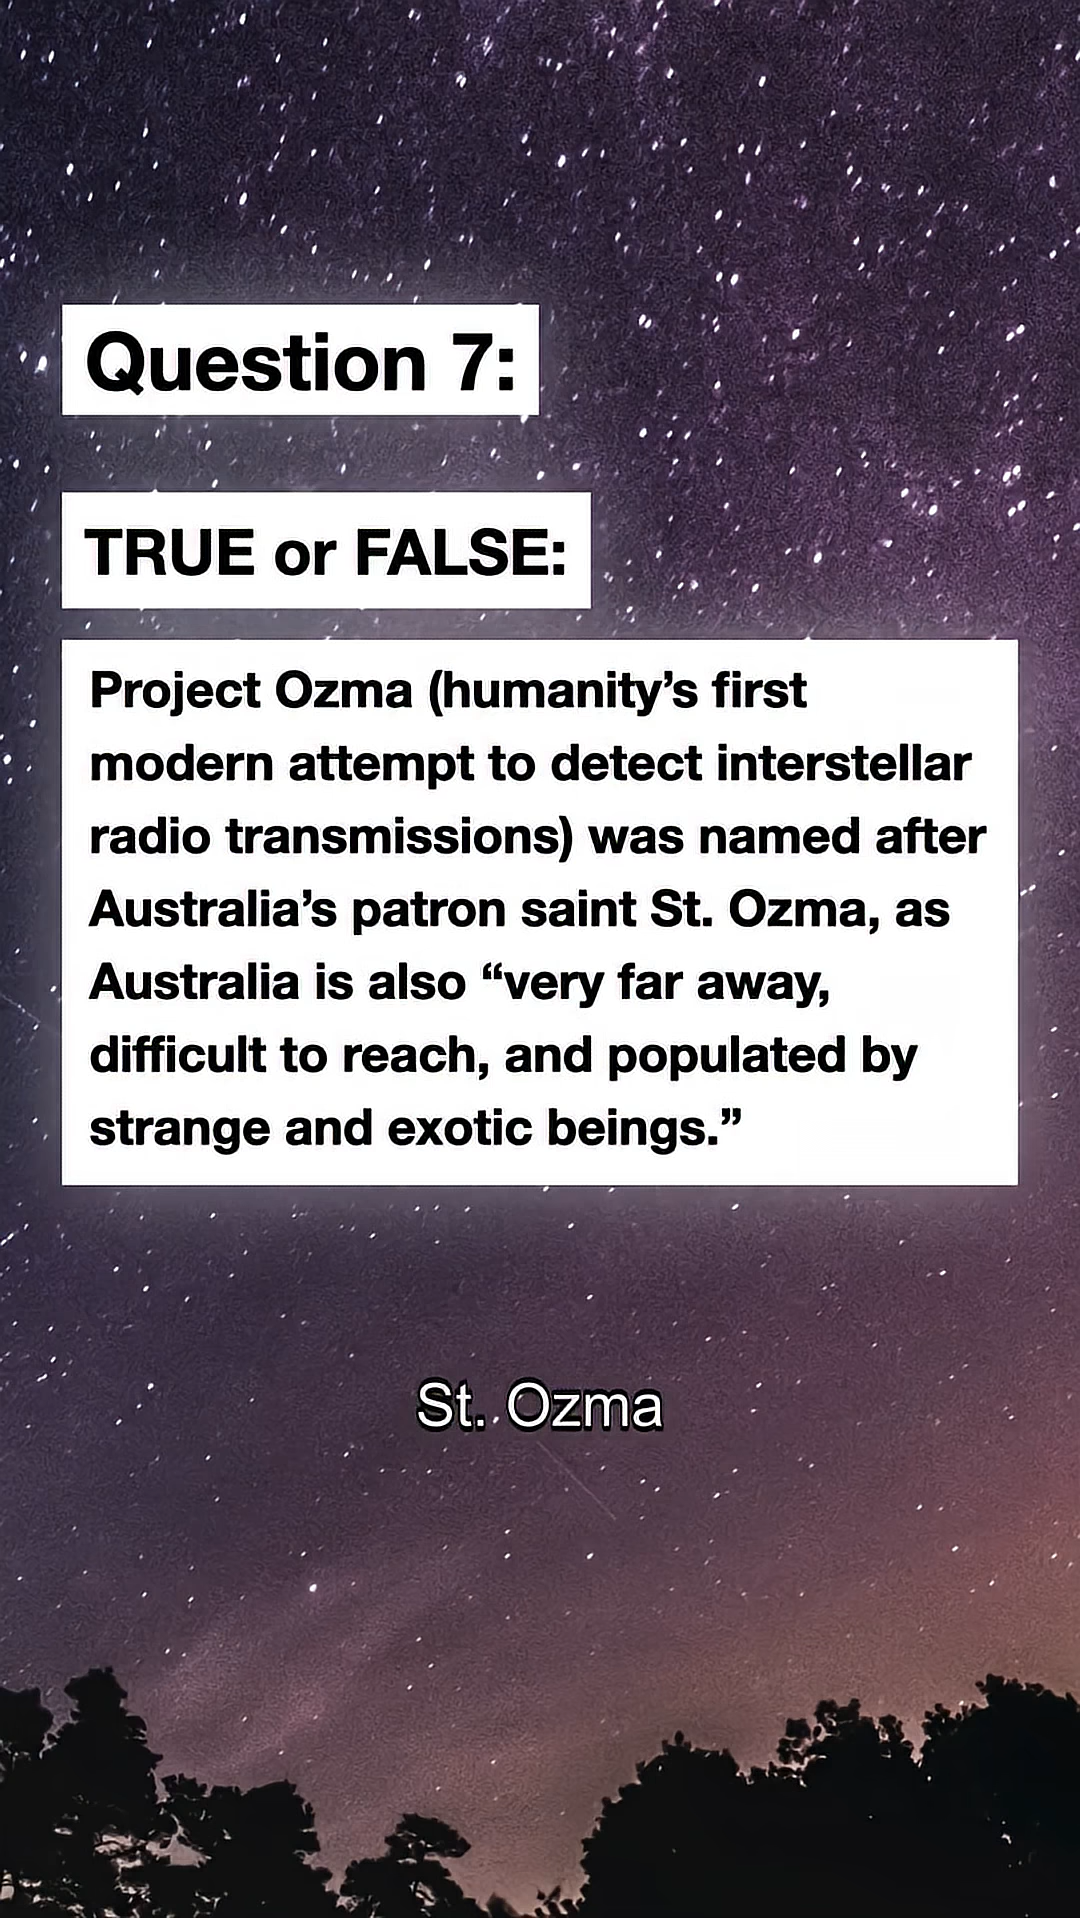 Question 7:
TRUE or FALSE:
Project Ozma (humanity’s first
modern attempt to detect interstellar
radio transmissions) was named after
Australia’s patron saint St. Ozma, as
Australia is also “very far away,
difficult to reach, and populated by
strange and exotic beings.”
St. Ozma